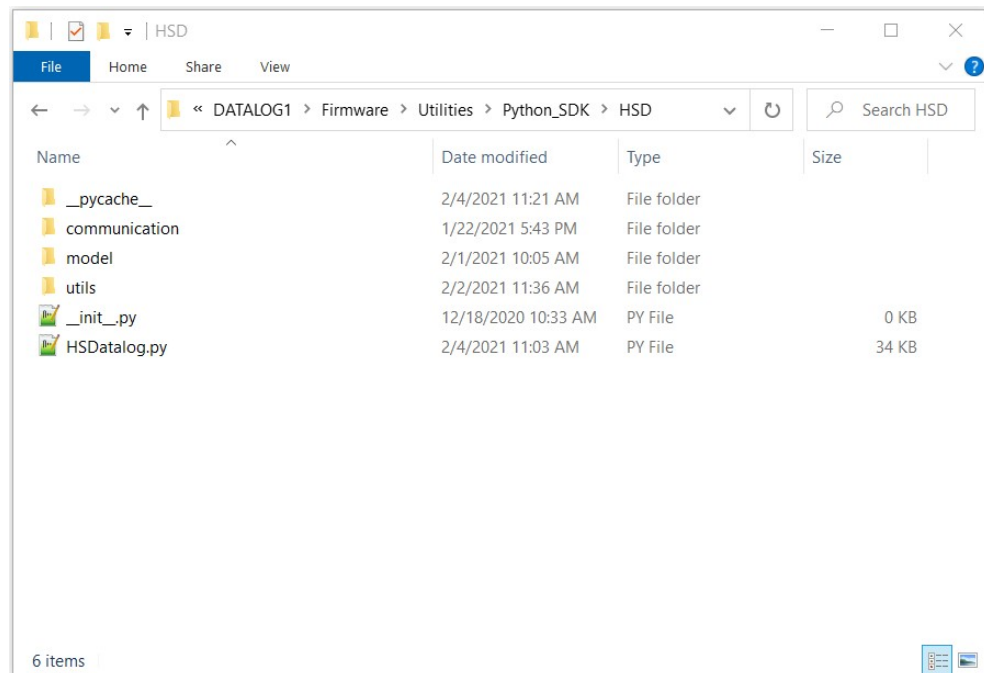 HSD
File Home Share View ?
« DATALOG1 > Firmware > Utilities > Python_SDK > HSD Search HSD
Name Date modified Type Size
__pycache__ 2/4/2021 11:21 AM File folder
communication 1/22/2021 5:43 PM File folder
model 2/1/2021 10:05 AM File folder
utils 2/2/2021 11:36 AM File folder
__init__.py 12/18/2020 10:33 AM PY File 0 KB
HSDatalog.py 2/4/2021 11:03 AM PY File 34 KB
6 items